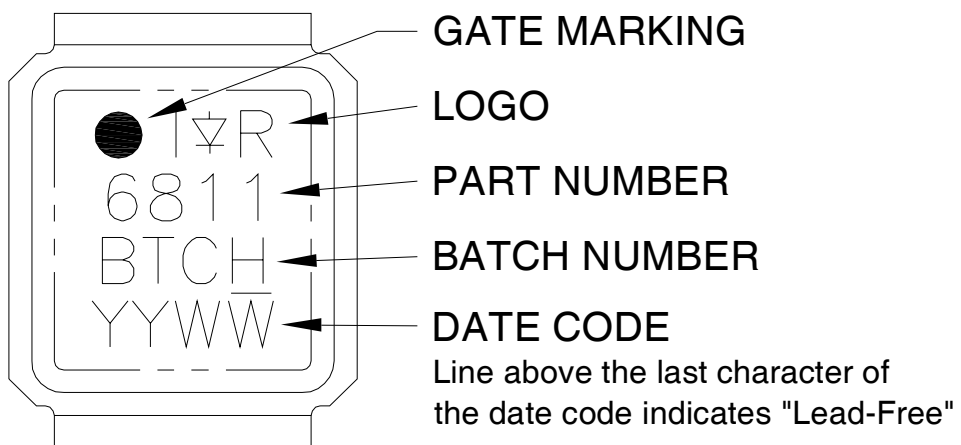 GATE MARKING
I R
LOGO
6811
PART NUMBER
BTCH
BATCH NUMBER
YYWW
DATE CODE
Line above the last character of
the date code indicates "Lead-Free"